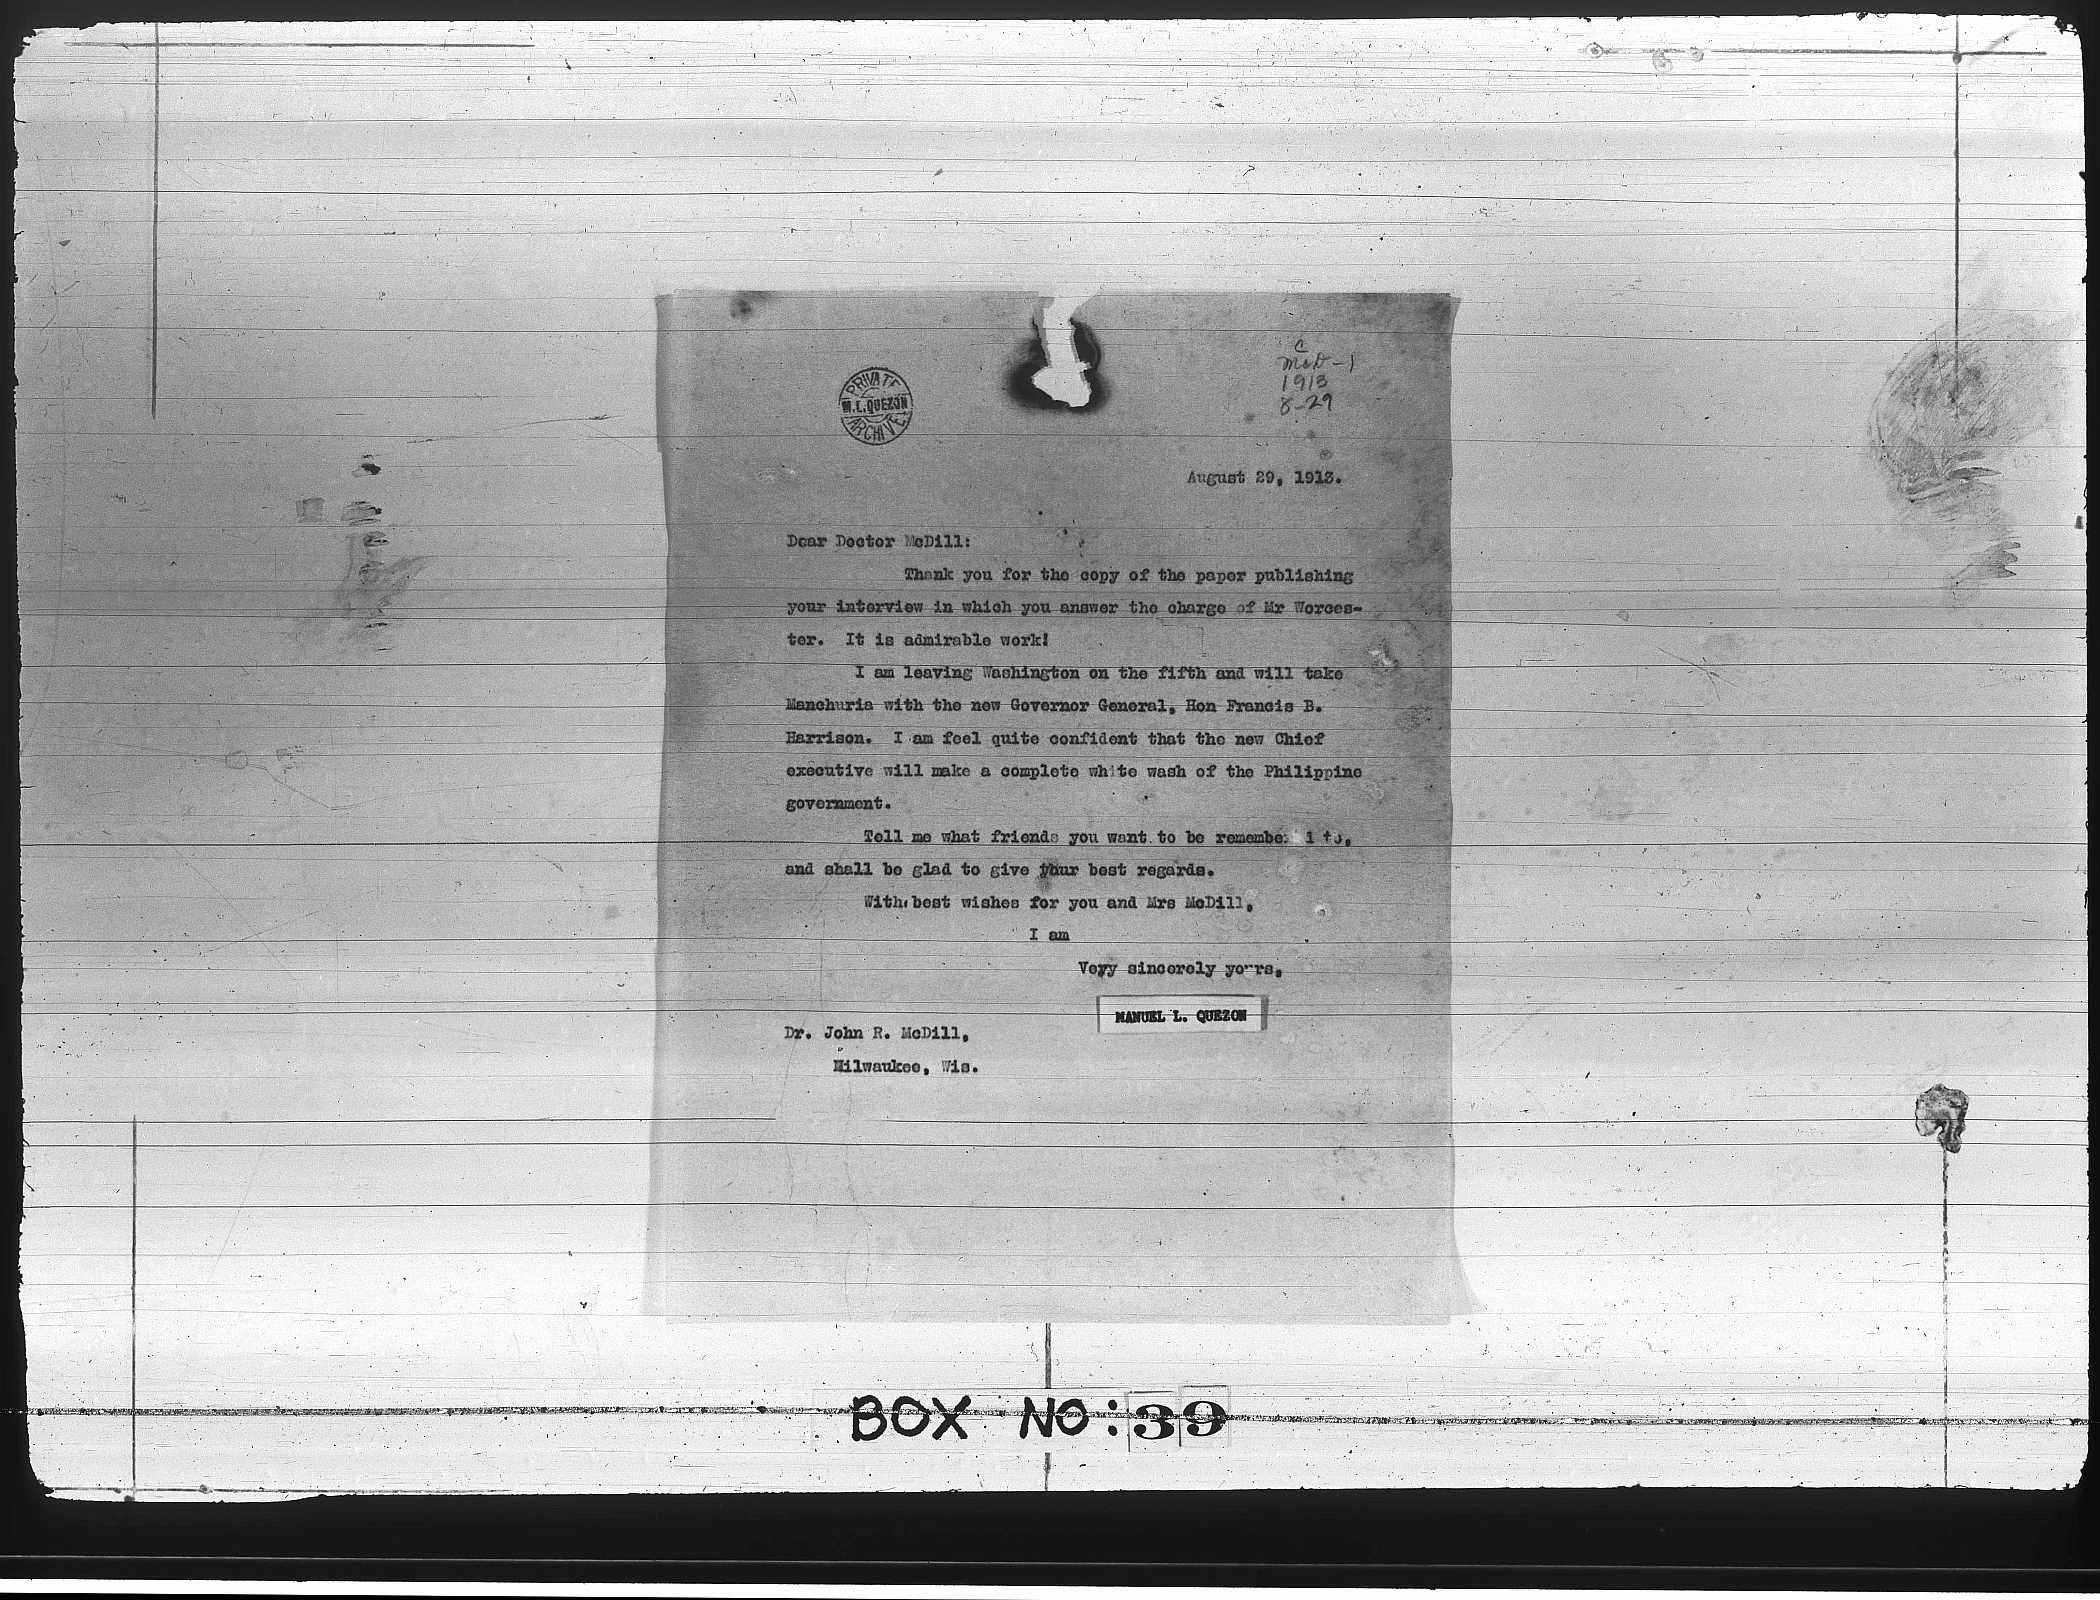 PRIVATE
M.L.QUEZON
ARCHIVE
C
McD-1
1913
8-29
August 29, 1913.
Dear Doctor McDill:
Thank you for the copy of the paper publishing
your interview in which you answer the charge of Mr Worces-
ter. It is admirable work!
I am leaving Washington on the fifth and will take
Manchuria with the new Governor General, Hon Francis B.
Harrison. I am feel quite confident that the new Chief
executive will make a complete white wash of the Philippine
government.
Tell me what friends you want to be remembe d to,
and shall be glad to give your best regards.
With best wishes for you and Mrs McDill,
I am
Veyy sincerely yours,
MANUEL L. QUEZON
Dr. John R. McDill,
Milwaukee, Wis.
BOX NO: 39